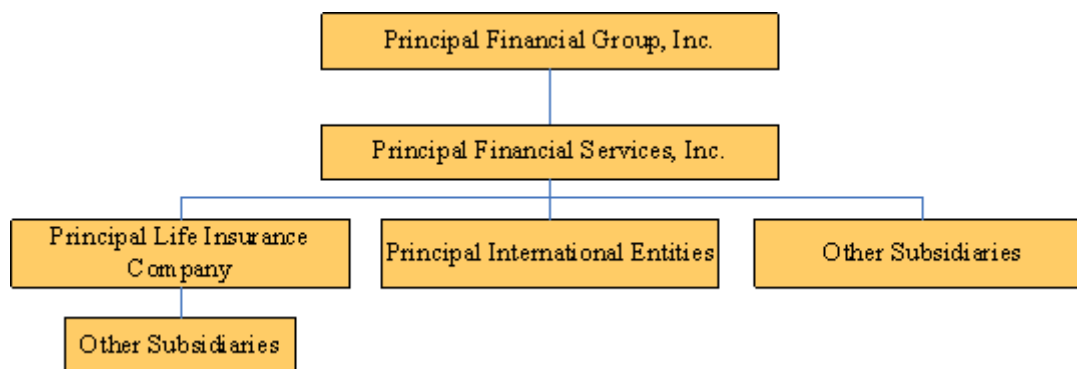 Principal Financial Group, Inc.
Principal Financial Services, Inc.
Principal Life Insurance
Company
Principal International Entities
Other Subsidiaries
Other Subsidiaries